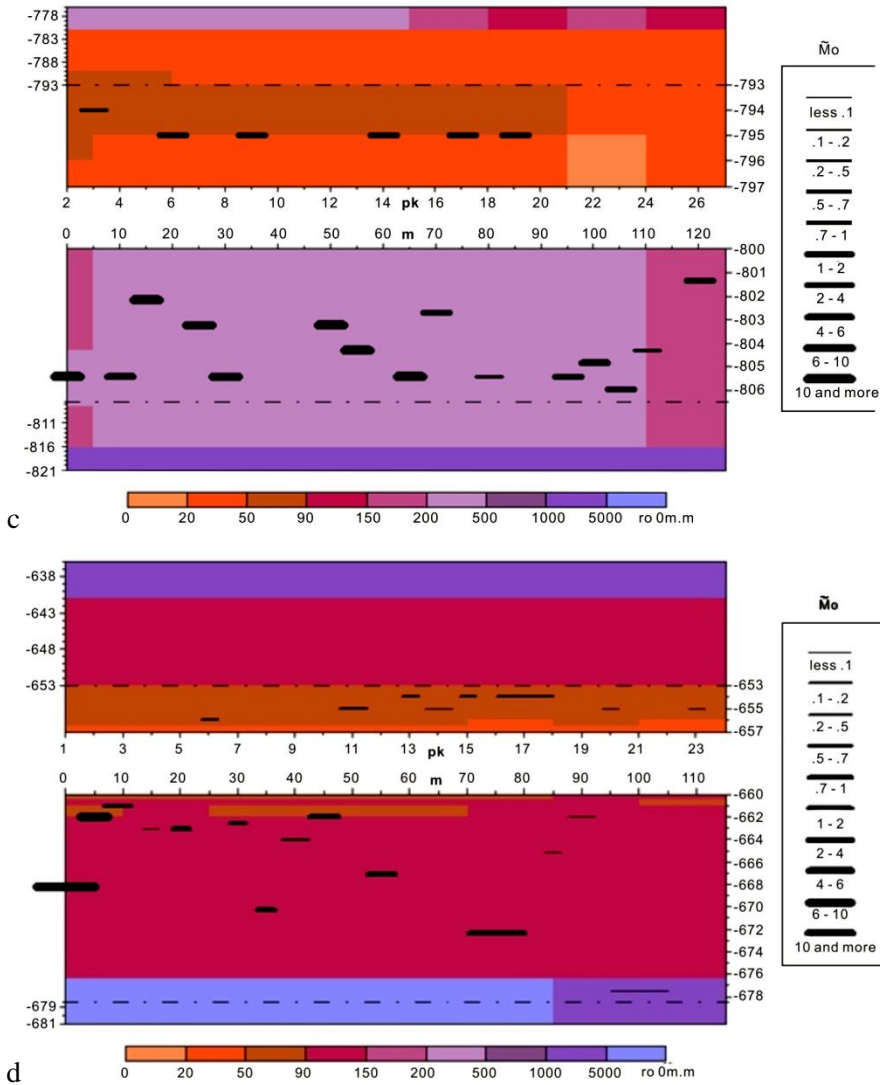 -778
-783
-788
-793 -793
-794
-795
-796
-797
2 4 6 8 10 12 14 pk 16 18 20 22 24 26
0 10 20 30 40 50 60 m 70 80 90 100 110 120
-800
-801
-802
-803
-804
-805
-806
-811
-816
-821
M̃o
less .1
.1 - .2
.2 - .5
.5 - .7
.7 - 1
1 - 2
2 - 4
4 - 6
6 - 10
10 and more
c
0 20 50 90 150 200 500 1000 5000 ro 0m.m
-638
-643
-648
-653 -653
-655
-657
1 3 5 7 9 11 13 pk 15 17 19 21 23
0 10 20 30 40 50 60 m 70 80 90 100 110
-660
-662
-664
-666
-668
-670
-672
-674
-676
-678
-679
-681
M̃o
less .1
.1 - .2
.2 - .5
.5 - .7
.7 - 1
1 - 2
2 - 4
4 - 6
6 - 10
10 and more
d
0 20 50 90 150 200 500 1000 5000 ro 0m.m